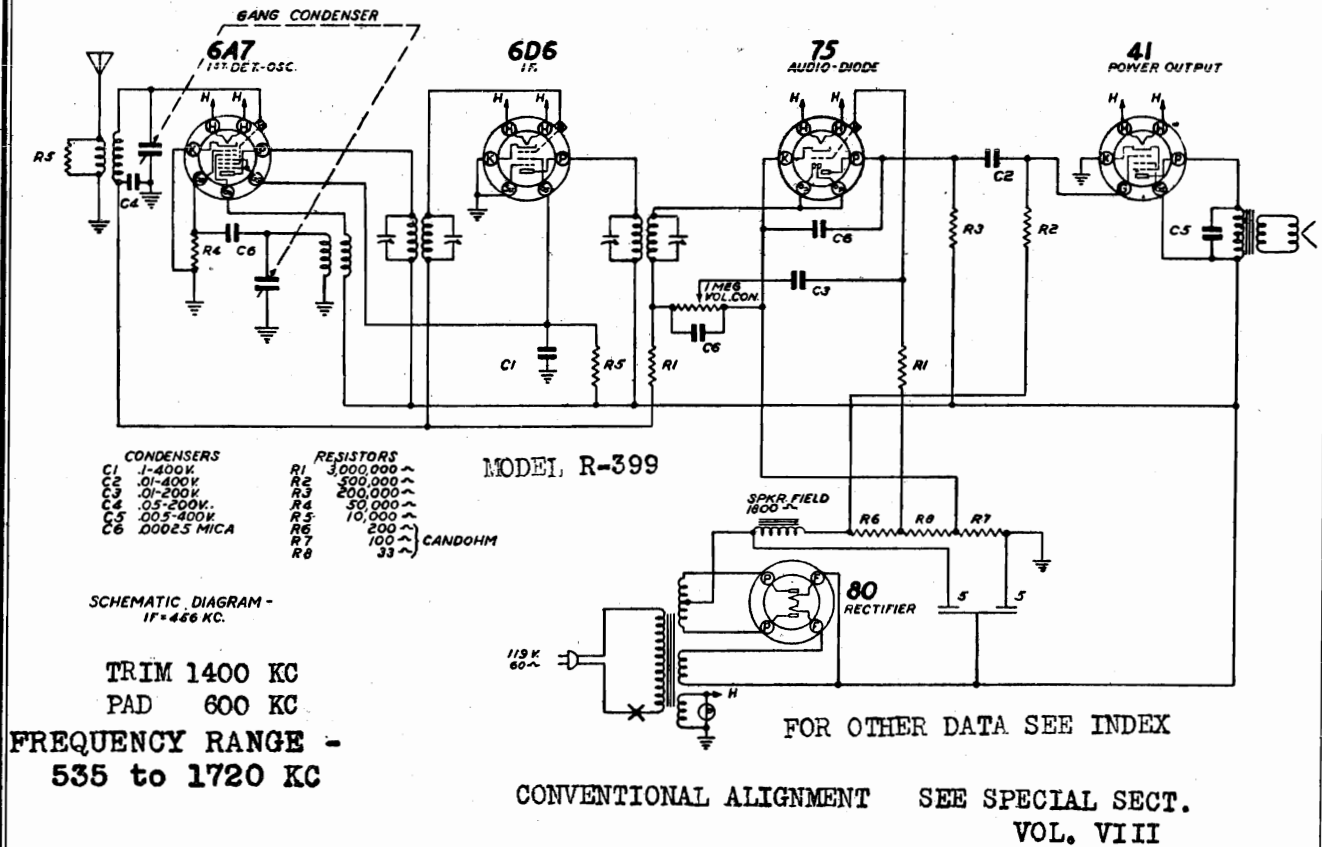 6ANG CONDENSER
6A7
1ST. DET.-OSC.
6D6
I.F.
75
AUDIO-DIODE
41
POWER OUTPUT
H H
H H
H H
H H
H H
H H
H H
H H
K P
K P
K P
K P
G
PP
R5
C4
R4
C6
C6
C3
C2
R3
R2
C5
1 MEG
VOL. CON.
C6
C1
R5
R1
R1
CONDENSERS
C1 .1-400V.
C2 .01-400V.
C3 .01-200V.
C4 .05-200V.
C5 .005-400V.
C6 .00025 MICA
RESISTORS
R1 3,000,000 ~
R2 500,000 ~
R3 200,000 ~
R4 50,000 ~
R5 10,000 ~
R6 200 ~
R7 100 ~
R8 33 ~
CANDOHM
MODEL R-399
SPKR. FIELD
1800 ~
R6 R8 R7
P F
P F
80
RECTIFIER
5 5
119 V.
60 ~
H
P
SCHEMATIC DIAGRAM -
IF = 456 KC.
TRIM 1400 KC
PAD 600 KC
FREQUENCY RANGE -
535 to 1720 KC
FOR OTHER DATA SEE INDEX
CONVENTIONAL ALIGNMENT SEE SPECIAL SECT.
VOL. VIII